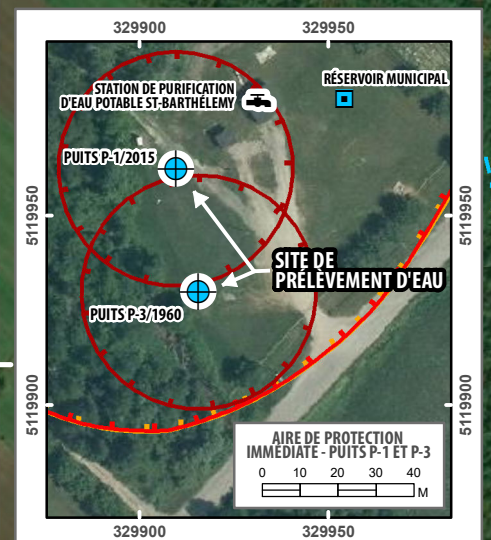 329900
329950
STATION DE PURIFICATION
D'EAU POTABLE ST-BARTHÉLEMY
RÉSERVOIR MUNICIPAL
PUITS P-1/2015
5119950
5119950
SITE DE
PRÉLÈVEMENT D'EAU
PUITS P-3/1960
5119900
5119900
AIRE DE PROTECTION
IMMÉDIATE - PUITS P-1 ET P-3
0 10 20 30 40
M
329900
329950